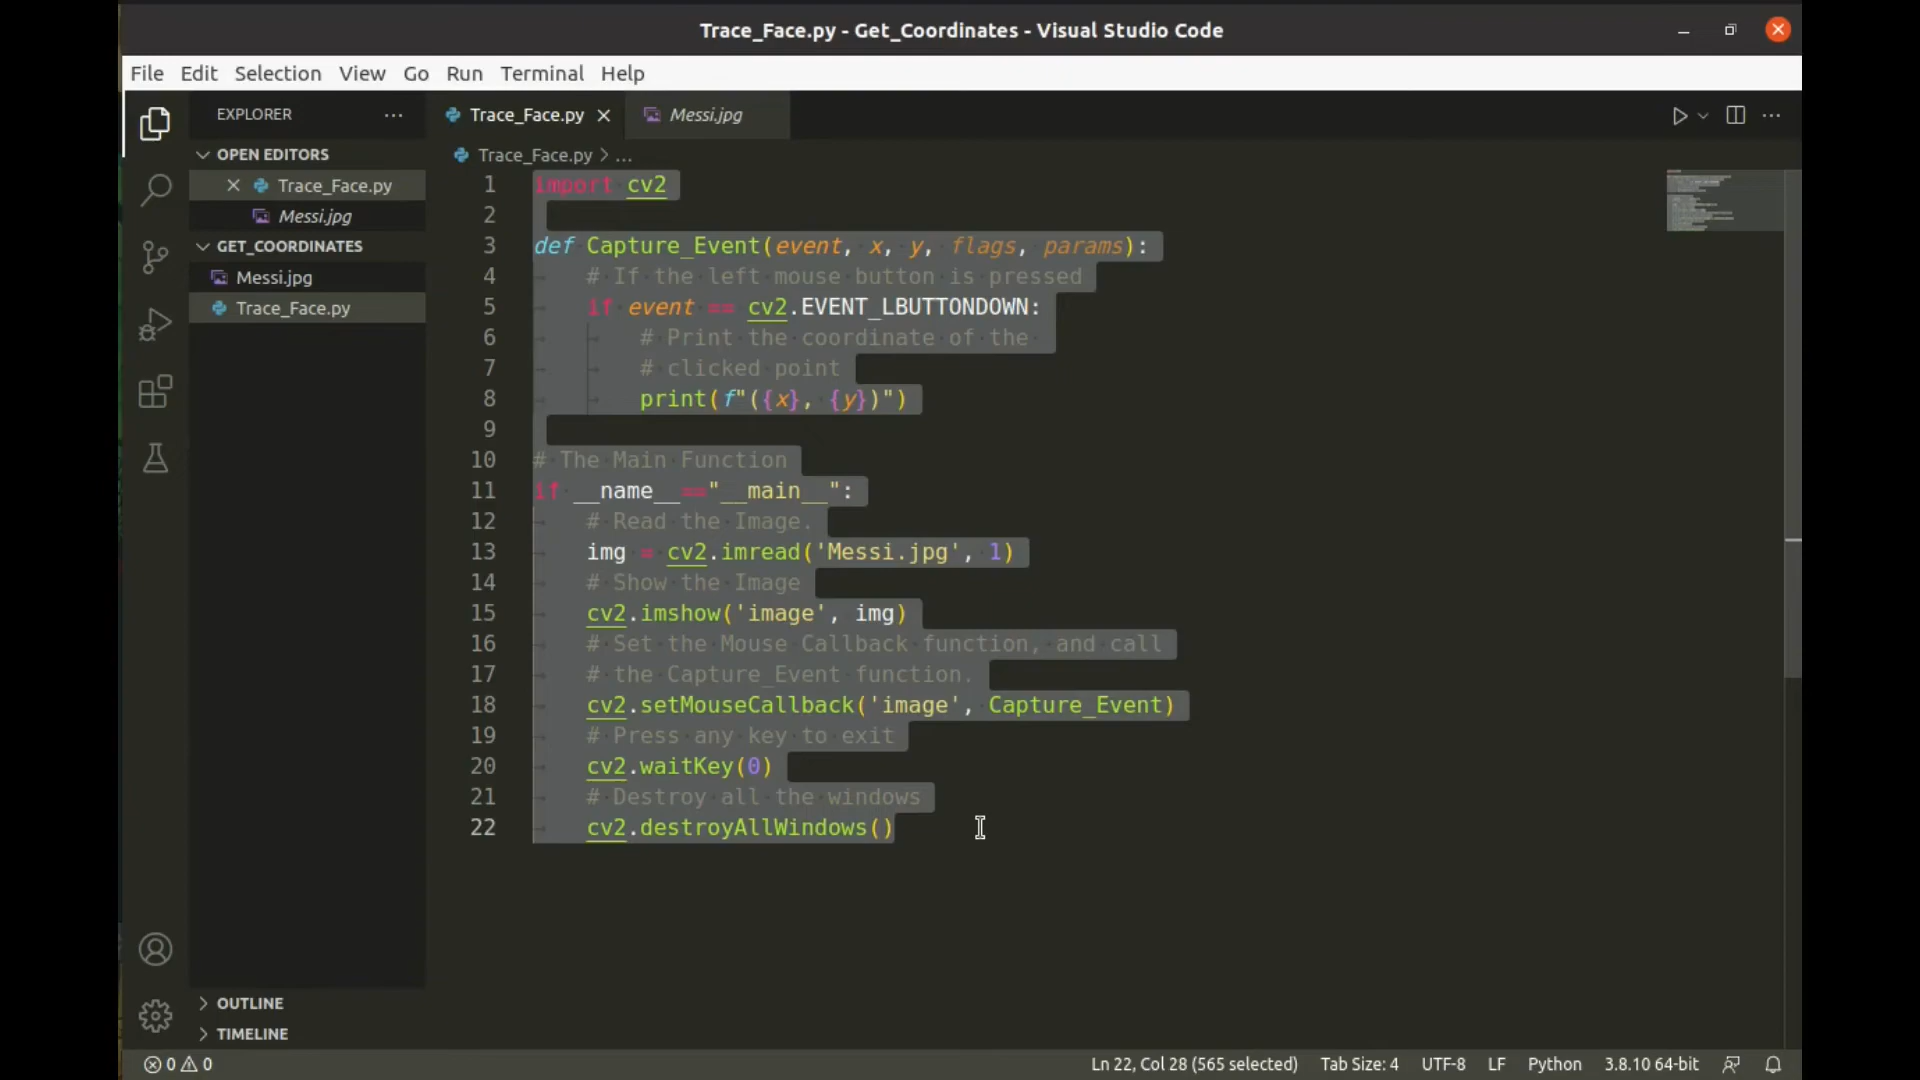 Trace_Face.py - Get_Coordinates - Visual Studio Code
File Edit Selection View Go Run Terminal Help
EXPLORER
Trace_Face.py
Messi.jpg
OPEN EDITORS
Trace_Face.py
Messi.jpg
GET_COORDINATES
Messi.jpg
Trace_Face.py
OUTLINE
TIMELINE
Trace_Face.py > ...
1 import cv2
2
3 def Capture_Event(event, x, y, flags, params):
4 # If the left mouse button is pressed
5 if event == cv2.EVENT_LBUTTONDOWN:
6 # Print the coordinate of the
7 # clicked point
8 print(f"({x}, {y})")
9
10 # The Main Function
11 if __name__=="__main__":
12 # Read the Image.
13 img = cv2.imread('Messi.jpg', 1)
14 # Show the Image
15 cv2.imshow('image', img)
16 # Set the Mouse Callback function, and call
17 # the Capture_Event function.
18 cv2.setMouseCallback('image', Capture_Event)
19 # Press any key to exit
20 cv2.waitKey(0)
21 # Destroy all the windows
22 cv2.destroyAllWindows()
0 0 Ln 22, Col 28 (565 selected) Tab Size: 4 UTF-8 LF Python 3.8.10 64-bit